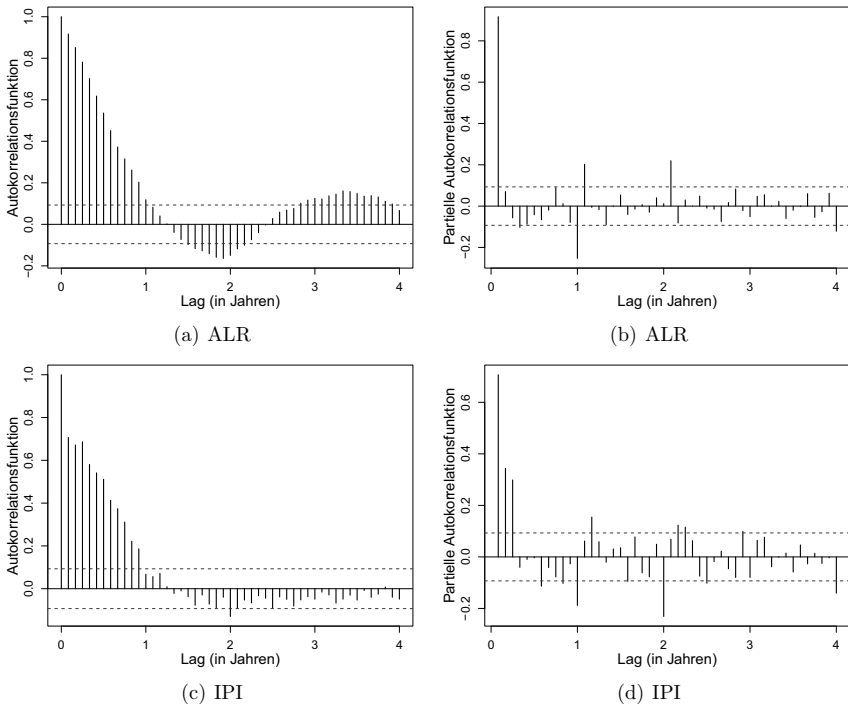 Autokorrelationsfunktion
1.0
0.8
0.6
0.4
0.2
0.0
−0.2
0 1 2 3 4
Lag (in Jahren)
(a) ALR
Partielle Autokorrelationsfunktion
0.8
0.6
0.4
0.2
0.0
−0.2
0 1 2 3 4
Lag (in Jahren)
(b) ALR
Autokorrelationsfunktion
1.0
0.8
0.6
0.4
0.2
0.0
0 1 2 3 4
Lag (in Jahren)
(c) IPI
Partielle Autokorrelationsfunktion
0.6
0.4
0.2
0.0
−0.2
0 1 2 3 4
Lag (in Jahren)
(d) IPI